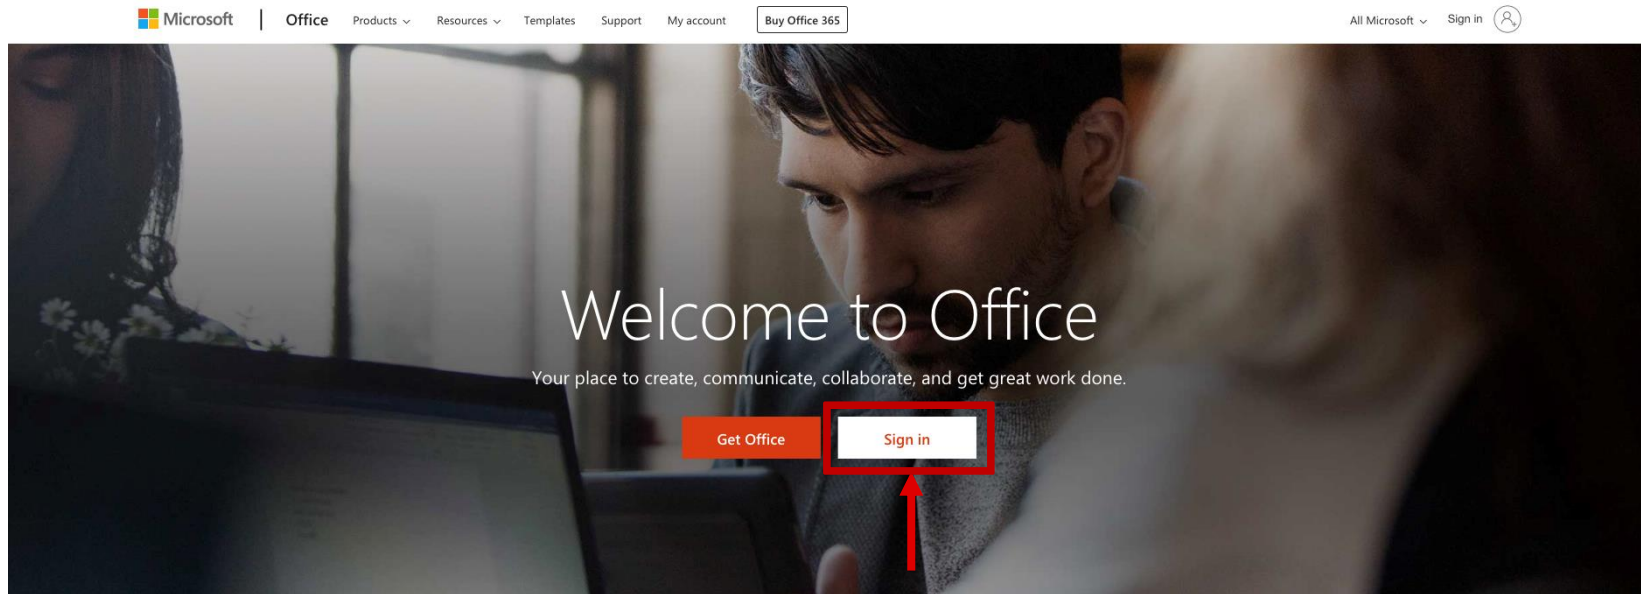 Microsoft Office Products Resources Templates Support My account Buy Office 365 All Microsoft Sign in
Welcome to Office
Your place to create, communicate, collaborate, and get great work done.
Get Office Sign in